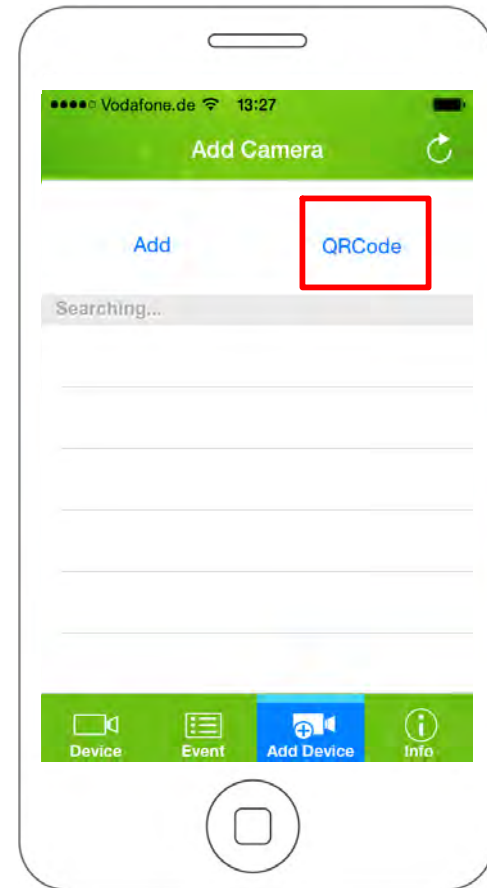 Vodafone.de 13:27
Add Camera
Add QRCode
Searching...
Device Event Add Device Info